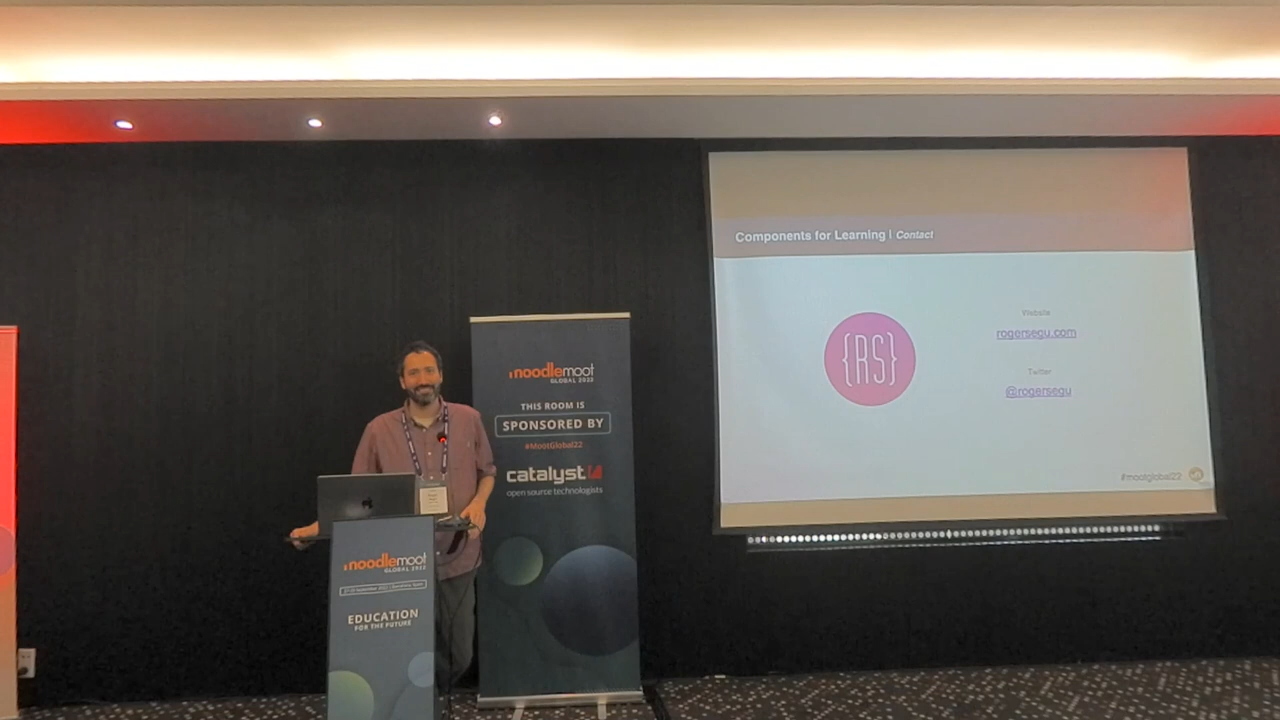 Components for Learning | Contact
{RS}
Website
rogersegu.com
Twitter
@rogersegu
#mootglobal22
moodlemoot
GLOBAL 2022
THIS ROOM IS
SPONSORED BY
#MootGlobal22
catalyst
open source technologists
moodlemoot
GLOBAL 2022
EDUCATION
FOR THE FUTURE